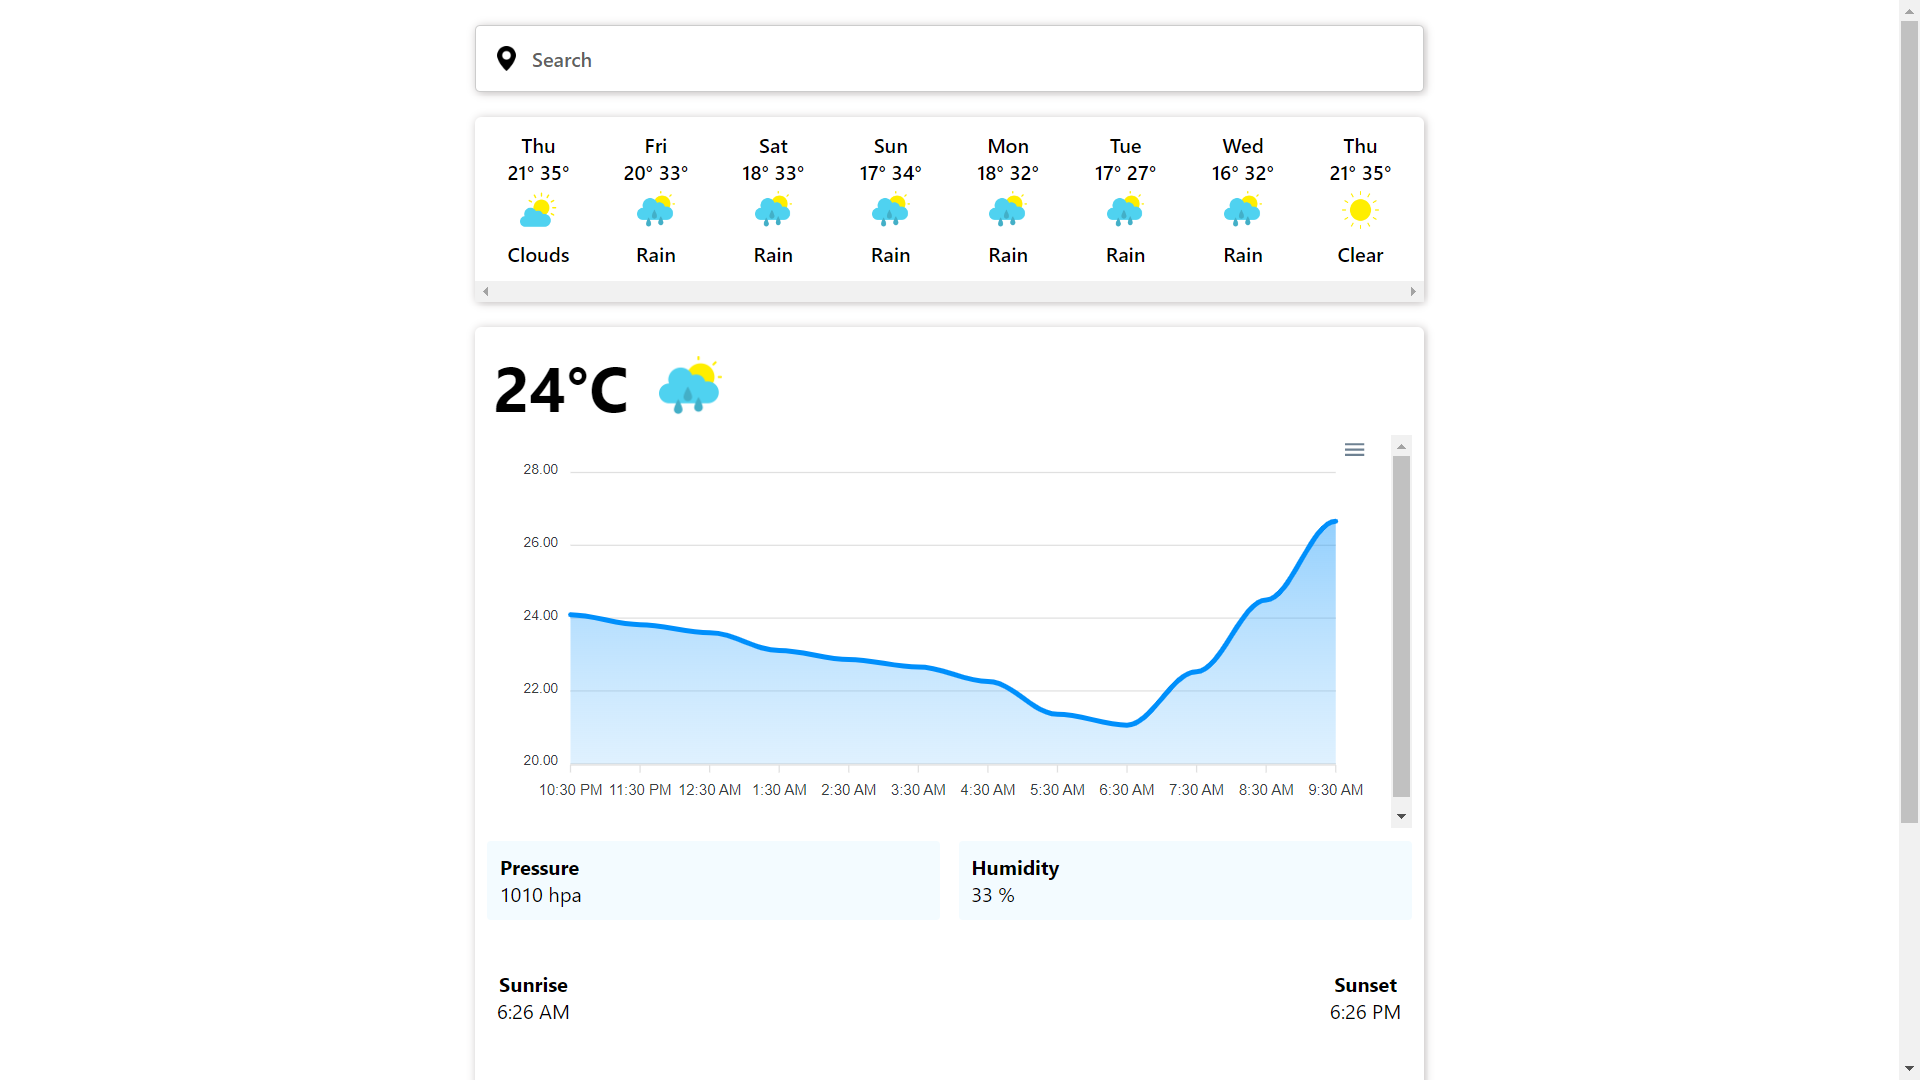 Search
Thu Fri Sat Sun Mon Tue Wed Thu
21° 35° 20° 33° 18° 33° 17° 34° 18° 32° 17° 27° 16° 32° 21° 35°
Clouds Rain Rain Rain Rain Rain Rain Clear
24°C
28.00
26.00
24.00
22.00
20.00
10:30 PM 11:30 PM 12:30 AM 1:30 AM 2:30 AM 3:30 AM 4:30 AM 5:30 AM 6:30 AM 7:30 AM 8:30 AM 9:30 AM
Pressure
1010 hpa
Humidity
33 %
Sunrise
6:26 AM
Sunset
6:26 PM